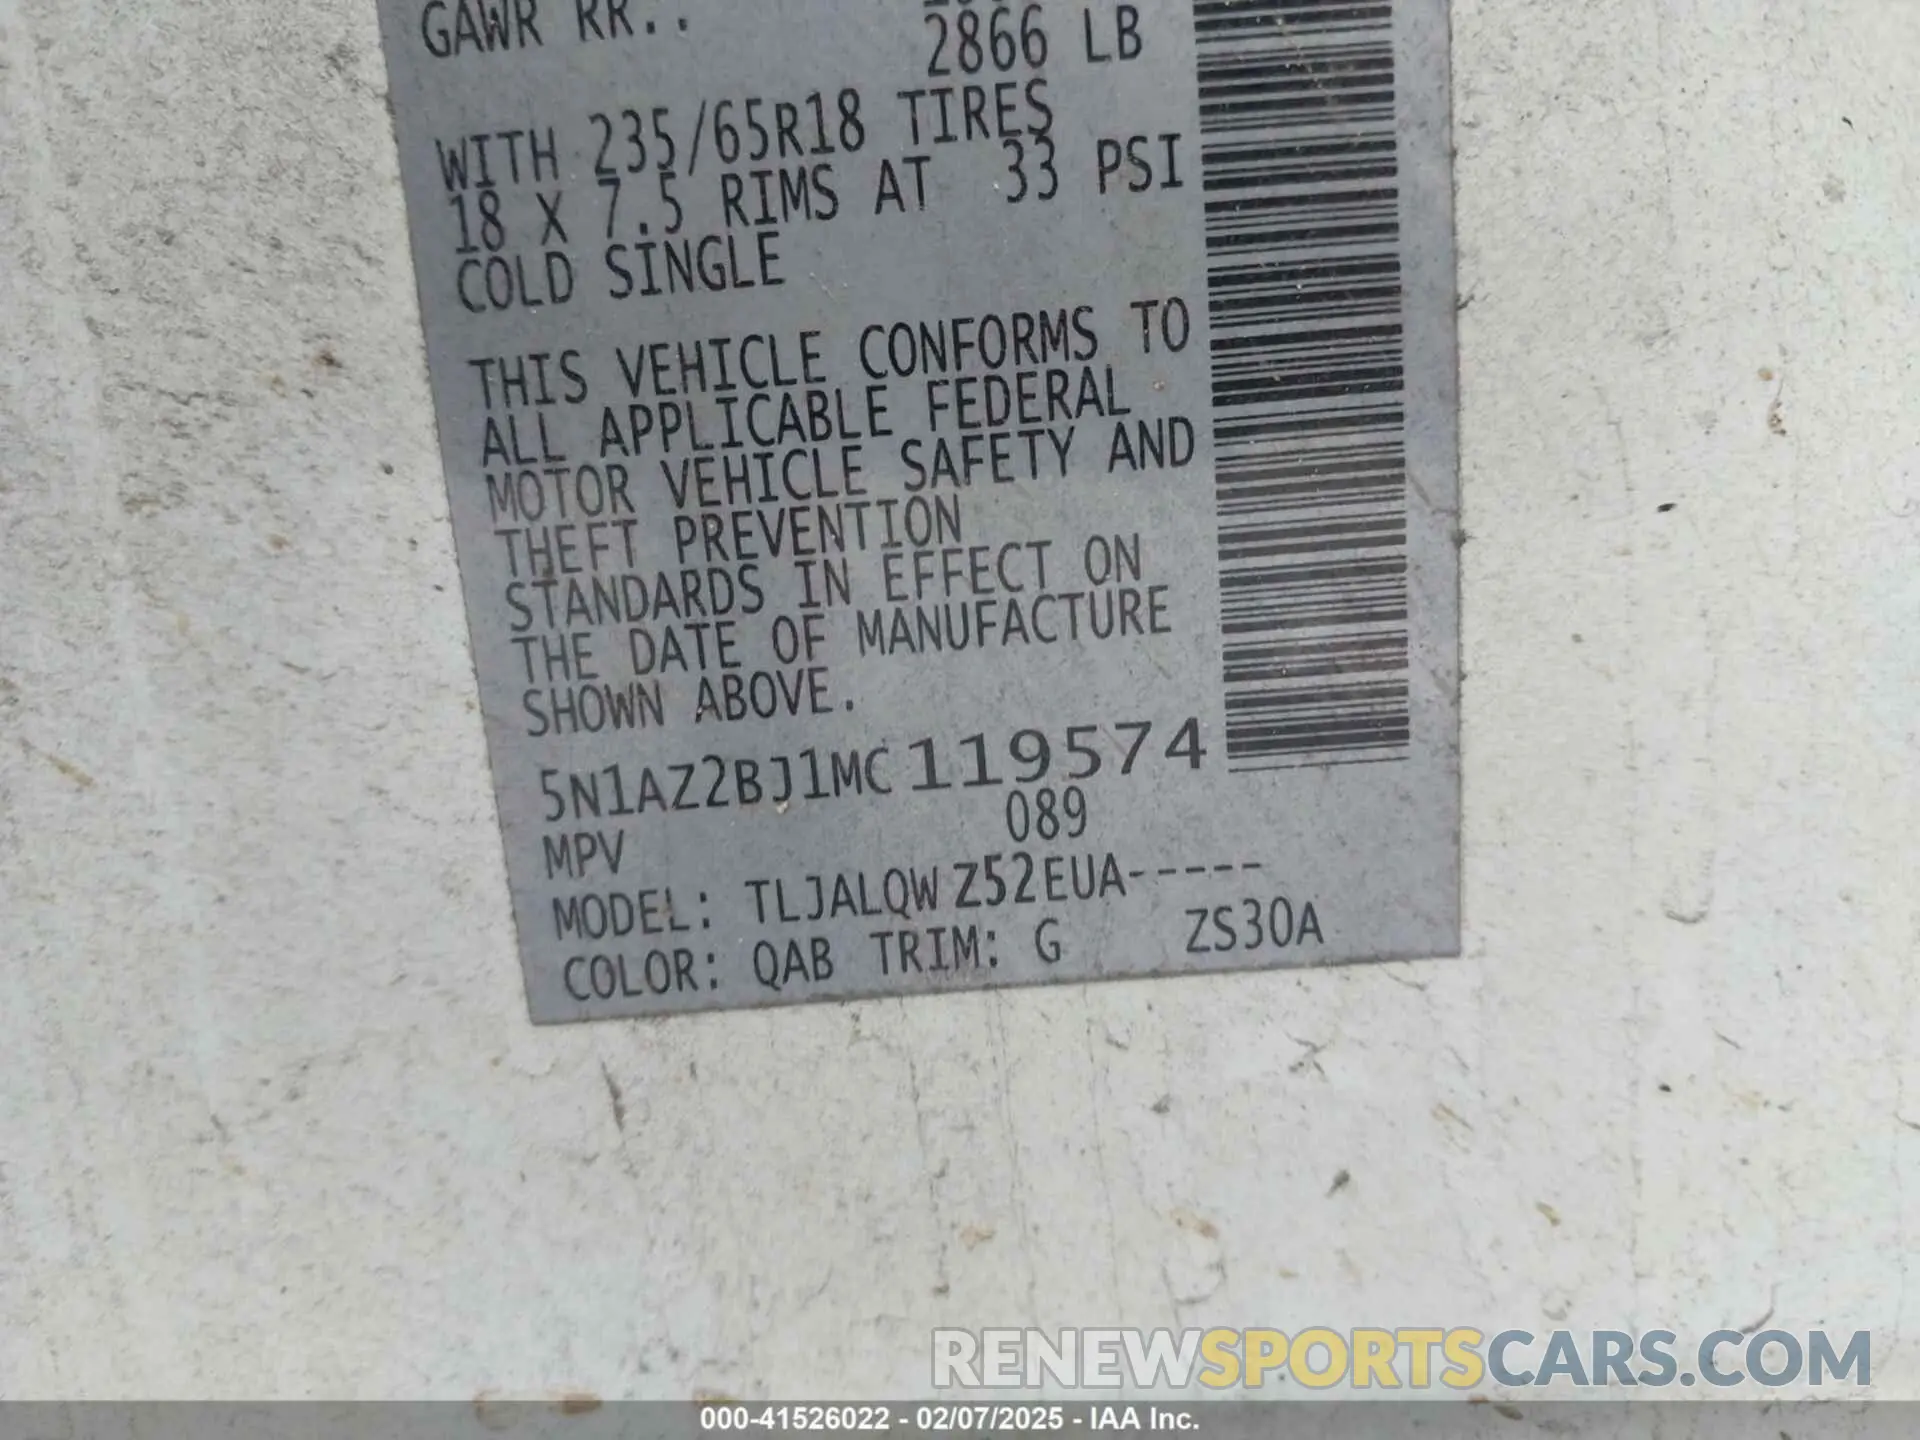 GAWR RR..
2866 LB
WITH 235/65R18 TIRES
18 X 7.5 RIMS AT 33 PSI
COLD SINGLE
THIS VEHICLE CONFORMS TO
ALL APPLICABLE FEDERAL
MOTOR VEHICLE SAFETY AND
THEFT PREVENTION
STANDARDS IN EFFECT ON
THE DATE OF MANUFACTURE
SHOWN ABOVE.
5N1AZ2BJ1MC119574
MPV 089
MODEL: TLJALQWZ52EUA-----
COLOR: QAB TRIM: G ZS30A
RENEWSPORTSCARS.COM
000-41526022 - 02/07/2025 - IAA Inc.